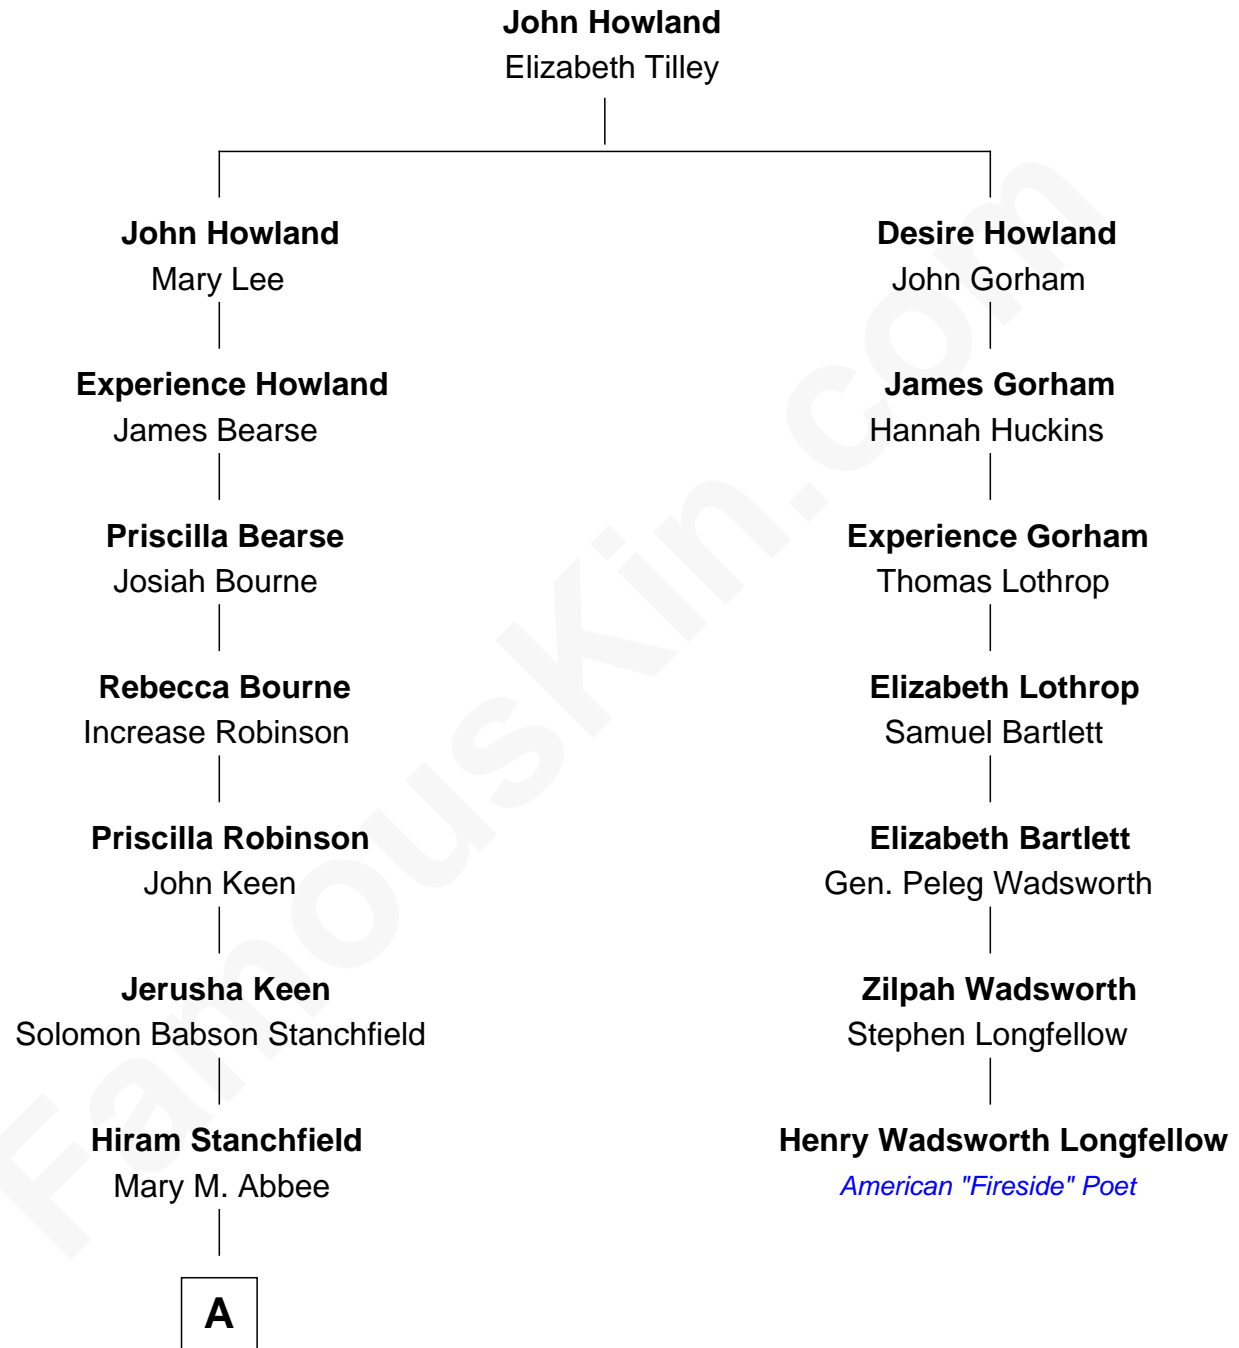 John Howland
Elizabeth Tilley
John Howland
Mary Lee
Desire Howland
John Gorham
Experience Howland
James Bearse
James Gorham
Hannah Huckins
Priscilla Bearse
Josiah Bourne
Experience Gorham
Thomas Lothrop
Rebecca Bourne
Increase Robinson
Elizabeth Lothrop
Samuel Bartlett
Priscilla Robinson
John Keen
Elizabeth Bartlett
Gen. Peleg Wadsworth
Jerusha Keen
Solomon Babson Stanchfield
Zilpah Wadsworth
Stephen Longfellow
Hiram Stanchfield
Mary M. Abbee
Henry Wadsworth Longfellow
American "Fireside" Poet
A
FamousKin.com